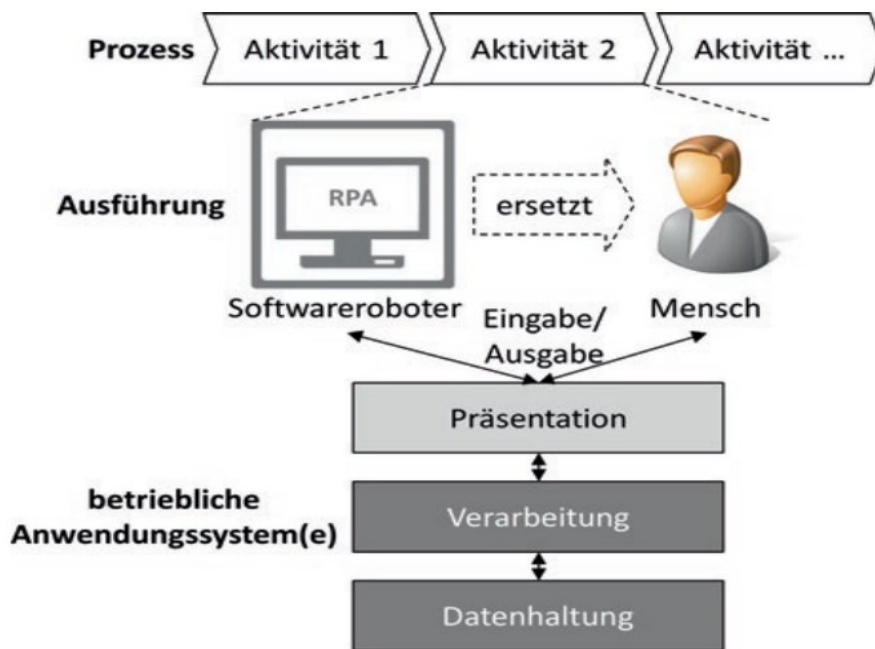 Prozess
Aktivität 1
Aktivität 2
Aktivität ...
Ausführung
RPA
ersetzt
Softwareroboter
Eingabe/
Ausgabe
Mensch
Präsentation
betriebliche
Anwendungssystem(e)
Verarbeitung
Datenhaltung